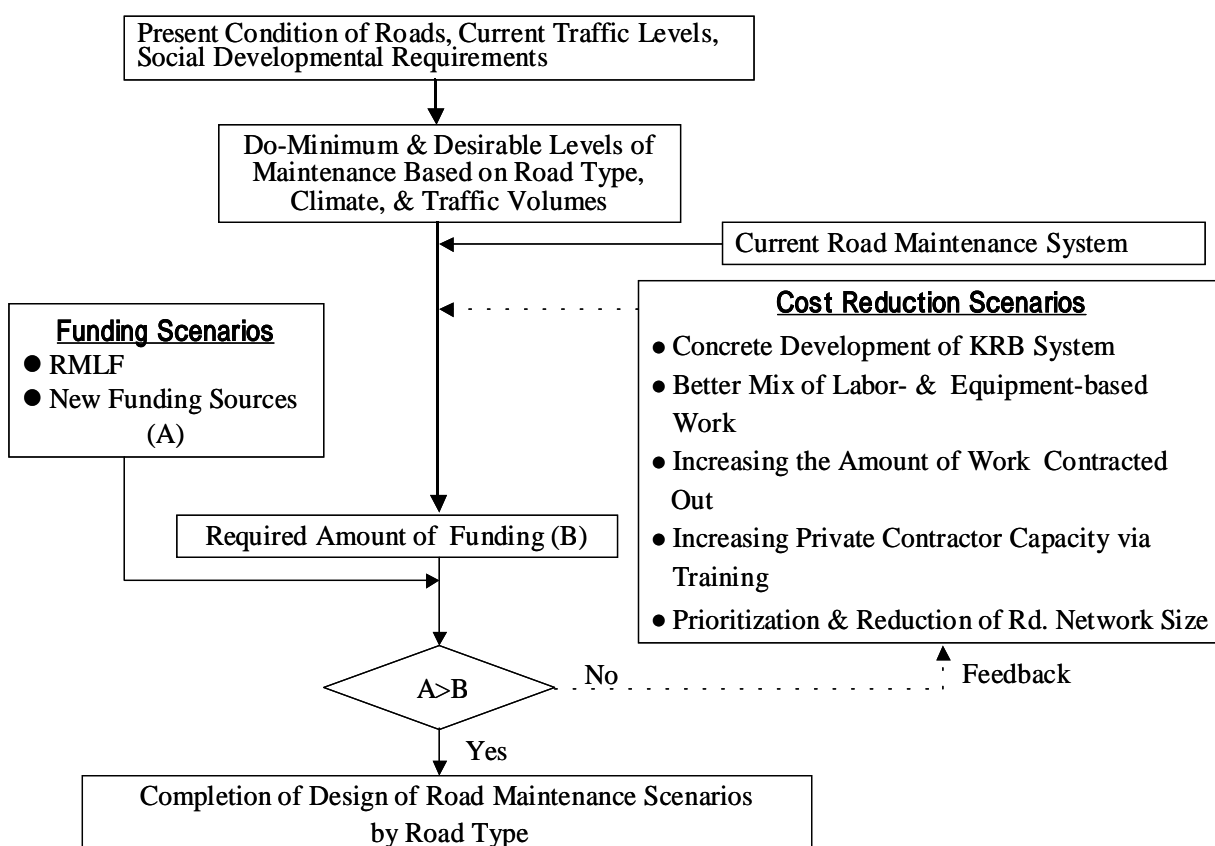 Present Condition of Roads, Current Traffic Levels,
Social Developmental Requirements
Do-Minimum & Desirable Levels of
Maintenance Based on Road Type,
Climate, & Traffic Volumes
Current Road Maintenance System
Funding Scenarios
● RMLF
● New Funding Sources
(A)
Cost Reduction Scenarios
● Concrete Development of KRB System
● Better Mix of Labor- & Equipment-based
Work
● Increasing the Amount of Work Contracted
Out
● Increasing Private Contractor Capacity via
Training
● Prioritization & Reduction of Rd. Network Size
Required Amount of Funding (B)
A>B
No
Feedback
Yes
Completion of Design of Road Maintenance Scenarios
by Road Type